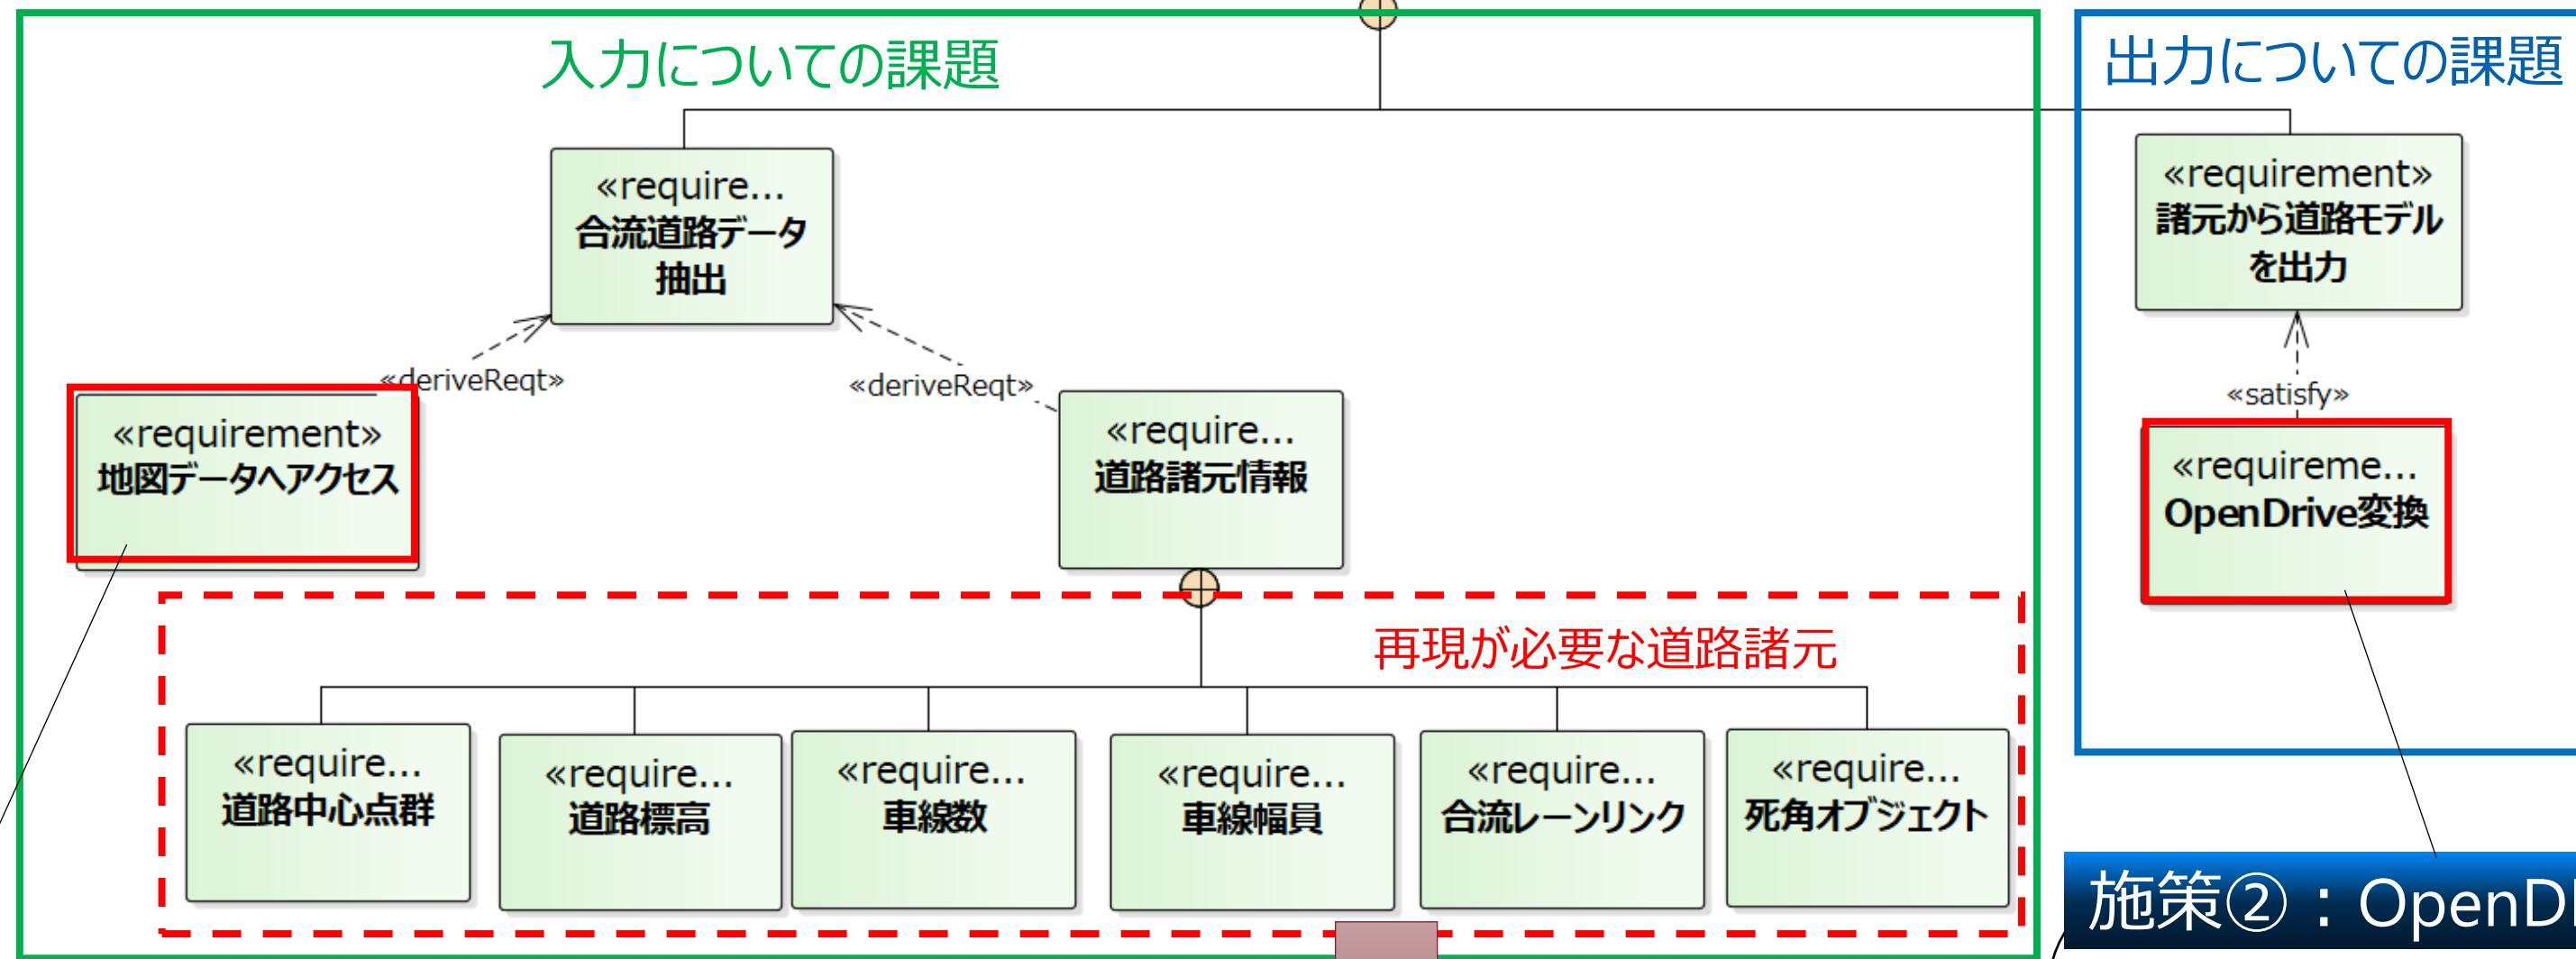 入力についての課題
出力についての課題
«require...
合流道路データ
抽出
«requirement»
諸元から道路モデル
を出力
«deriveReqt»
«deriveReqt»
«satisfy»
«requirement»
地図データへアクセス
«require...
道路諸元情報
«requireme...
OpenDrive変換
再現が必要な道路諸元
«require...
道路中心点群
«require...
道路標高
«require...
車線数
«require...
車線幅員
«require...
合流レーンリンク
«require...
死角オブジェクト
施策②：OpenD